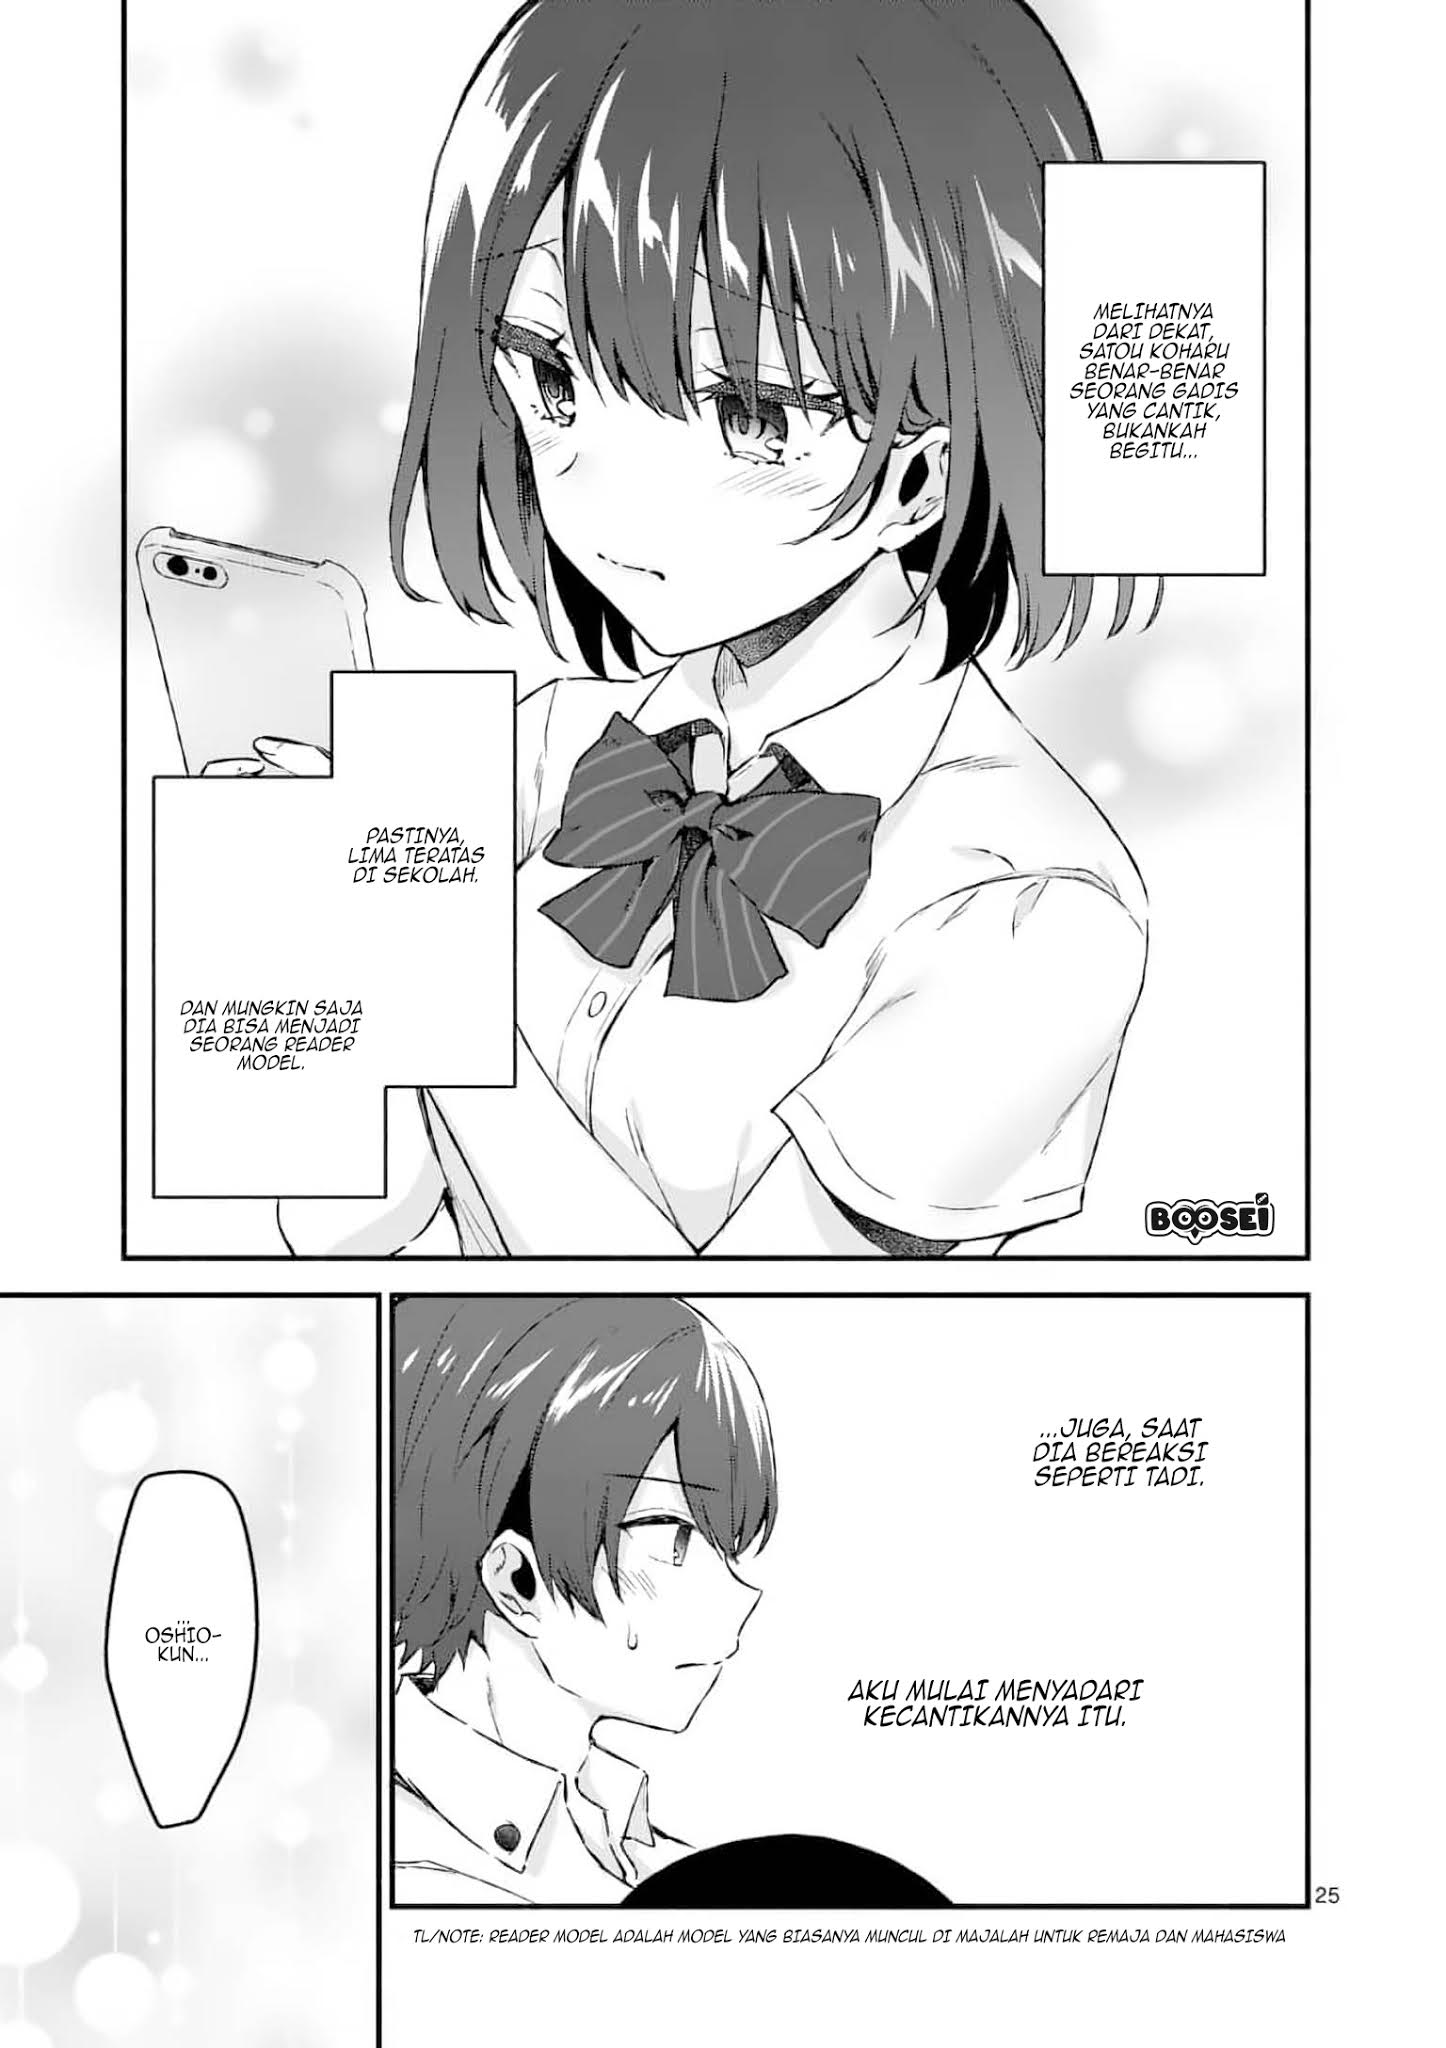 MELIHATNYA
DARI DEKAT,
SATOU KOHARU
BENAR-BENAR
SEORANG GADIS
YANG CANTIK,
BUKANKAH
BEGITU...
PASTINYA,
LIMA TERATAS
DI SEKOLAH.
DAN MUNGKIN SAJA
DIA BISA MENJADI
SEORANG READER
MODEL.
BOOSEI
...JUGA, SAAT
DIA BEREAKSI
SEPERTI TADI.
AKU MULAI MENYADARI
KECANTIKANNYA ITU.
...
OSHIO-
KUN...
25
TL/NOTE: READER MODEL ADALAH MODEL YANG BIASANYA MUNCUL DI MAJALAH UNTUK REMAJA DAN MAHASISWA